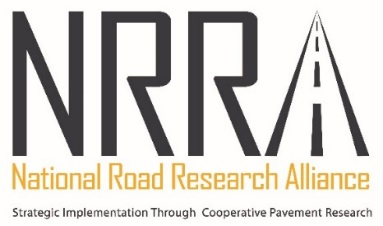 NRRA
National Road Research Alliance
Strategic Implementation Through Cooperative Pavement Research